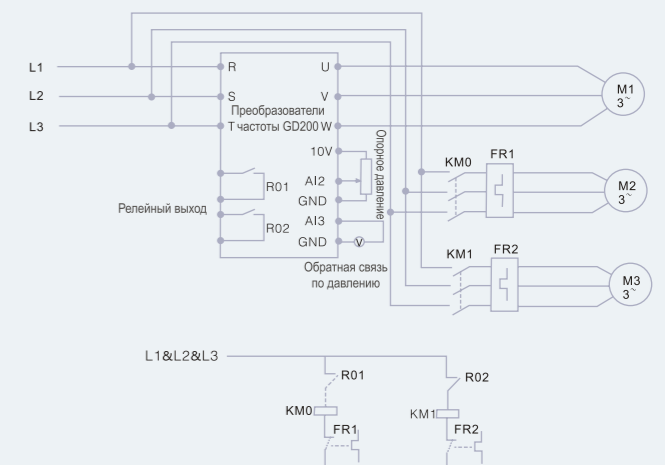 L1
R
U
M1
3~
L2
S
V
Преобразователи
L3
T частоты GD200 W
10V
Опорное давление
KM0
FR1
AI2
R01
GND
M2
3~
Релейный выход
AI3
R02
GND
V
KM1
FR2
Обратная связь
по давлению
M3
3~
L1&L2&L3
R01
R02
KM0
KM1
FR1
FR2